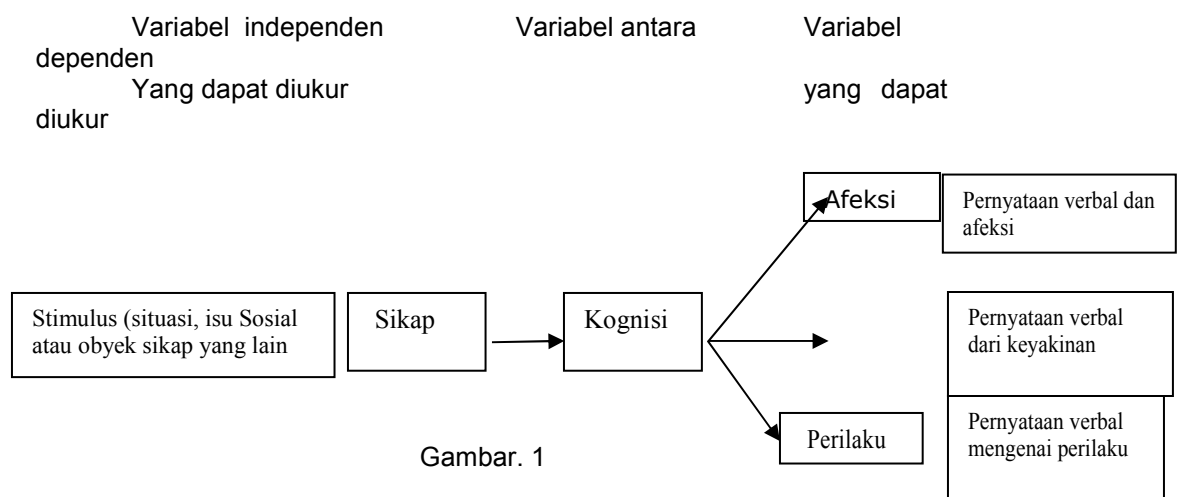 Variabel independen Variabel antara Variabel
dependen
Yang dapat diukur yang dapat
diukur
Afeksi
Pernyataan verbal dan
afeksi
Stimulus (situasi, isu Sosial
atau obyek sikap yang lain
Sikap
Kognisi
Pernyataan verbal
dari keyakinan
Perilaku
Pernyataan verbal
mengenai perilaku
Gambar. 1